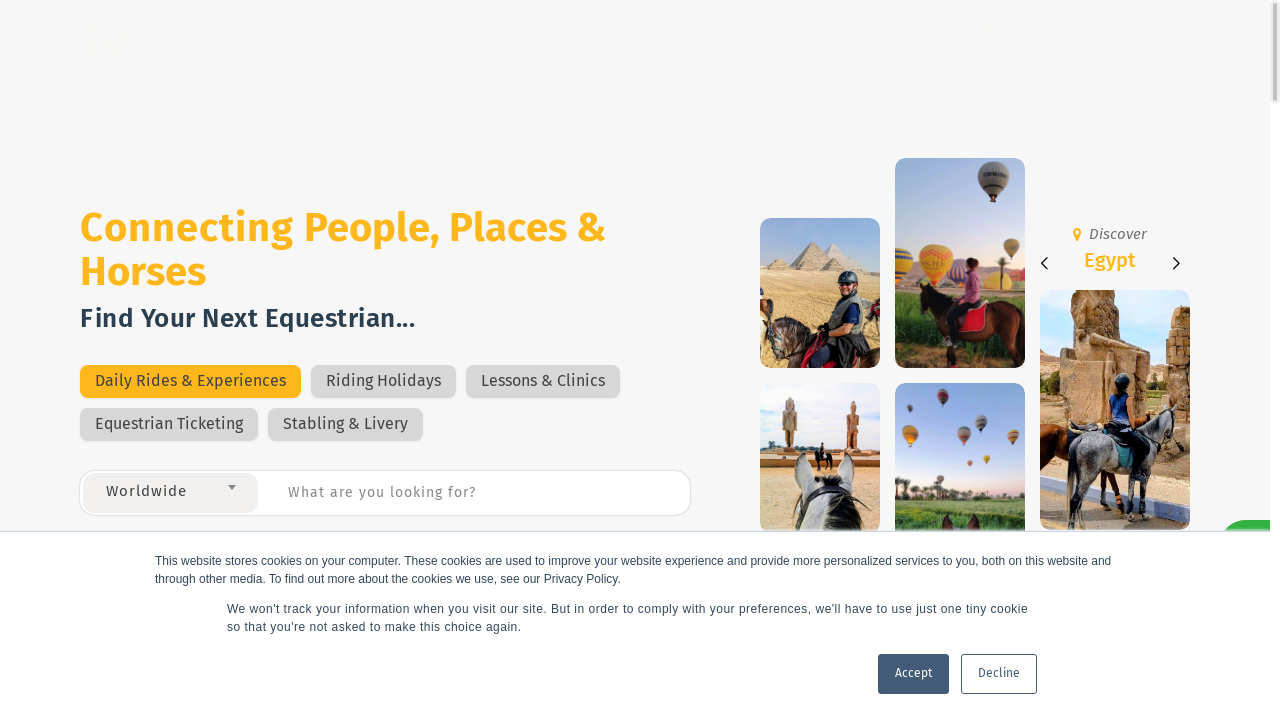 Connecting People, Places &
Horses
Find Your Next Equestrian...
Daily Rides & Experiences
Riding Holidays
Lessons & Clinics
Equestrian Ticketing
Stabling & Livery
Worldwide
What are you looking for?
Discover
Egypt
This website stores cookies on your computer. These cookies are used to improve your website experience and provide more personalized services to you, both on this website and
through other media. To find out more about the cookies we use, see our Privacy Policy.
We won't track your information when you visit our site. But in order to comply with your preferences, we'll have to use just one tiny cookie
so that you're not asked to make this choice again.
Accept
Decline